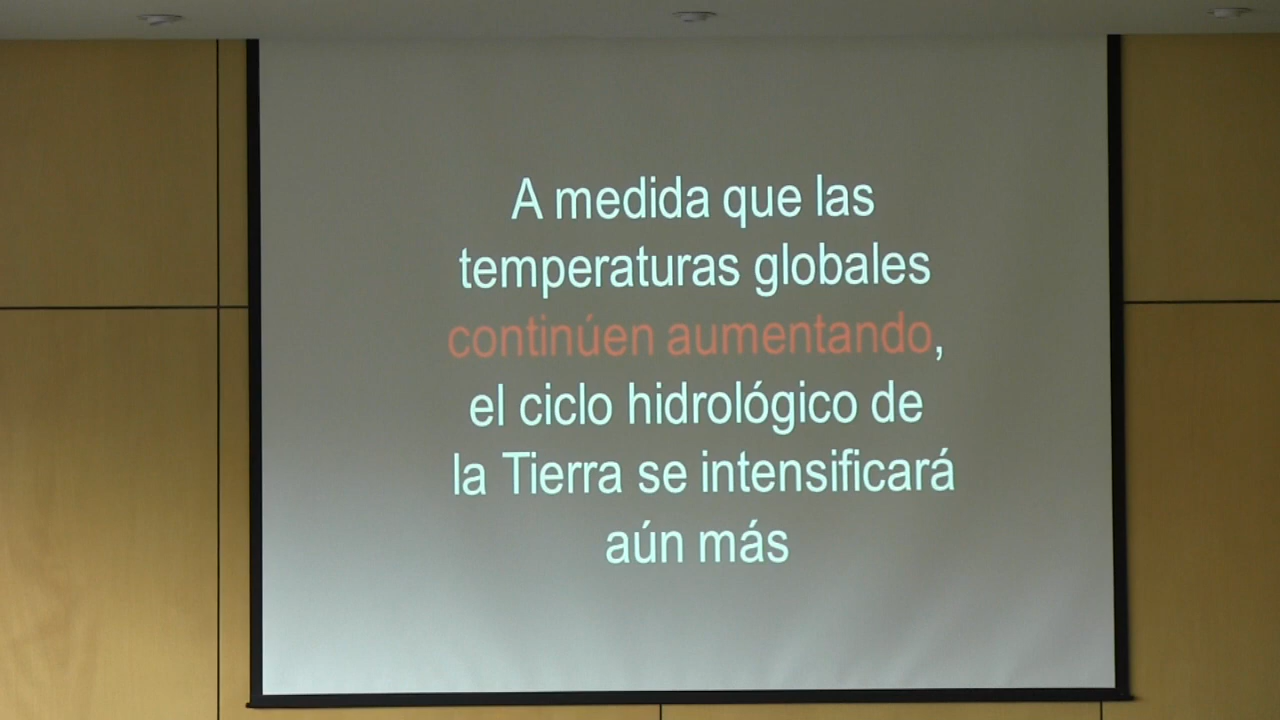 A medida que las
temperaturas globales
continúen aumentando,
el ciclo hidrológico de
la Tierra se intensificará
aún más